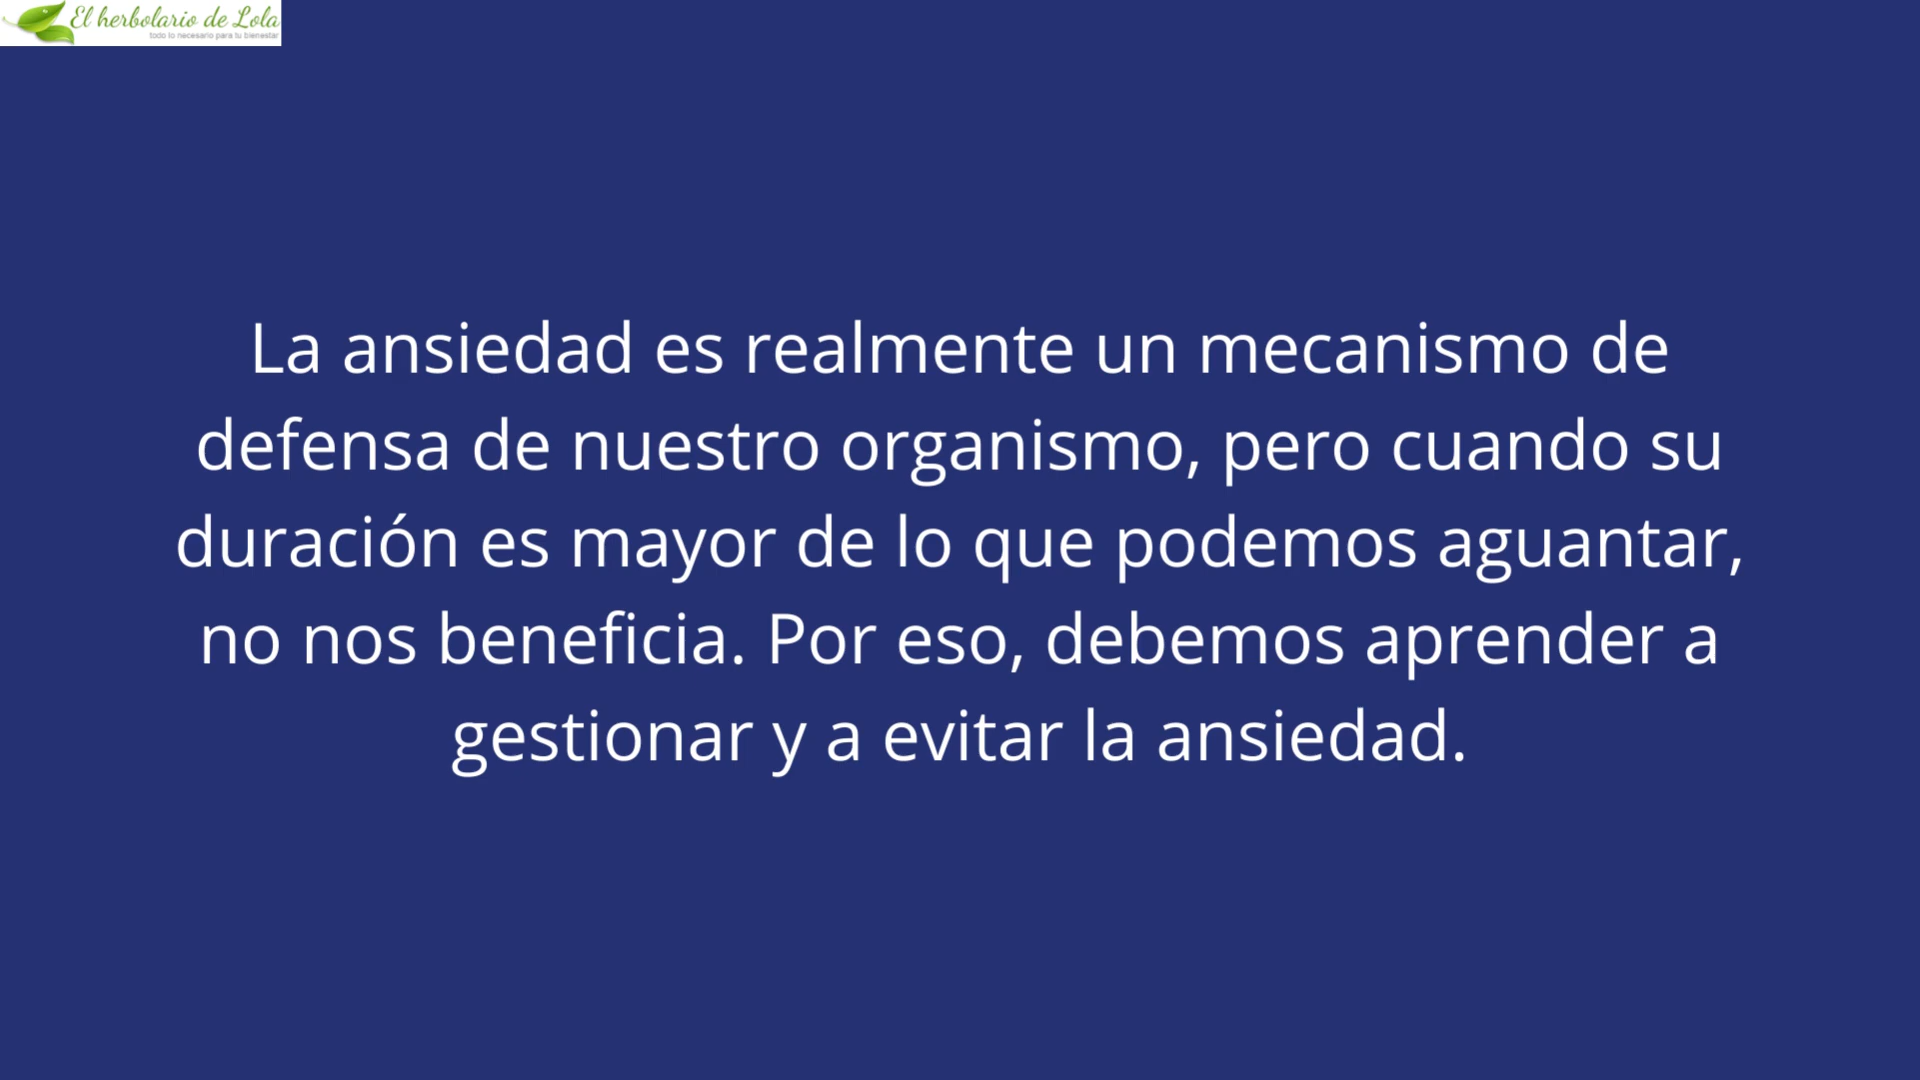 El herbolario de Lola
todo lo necesario para tu bienestar
La ansiedad es realmente un mecanismo de
defensa de nuestro organismo, pero cuando su
duración es mayor de lo que podemos aguantar,
no nos beneficia. Por eso, debemos aprender a
gestionar y a evitar la ansiedad.